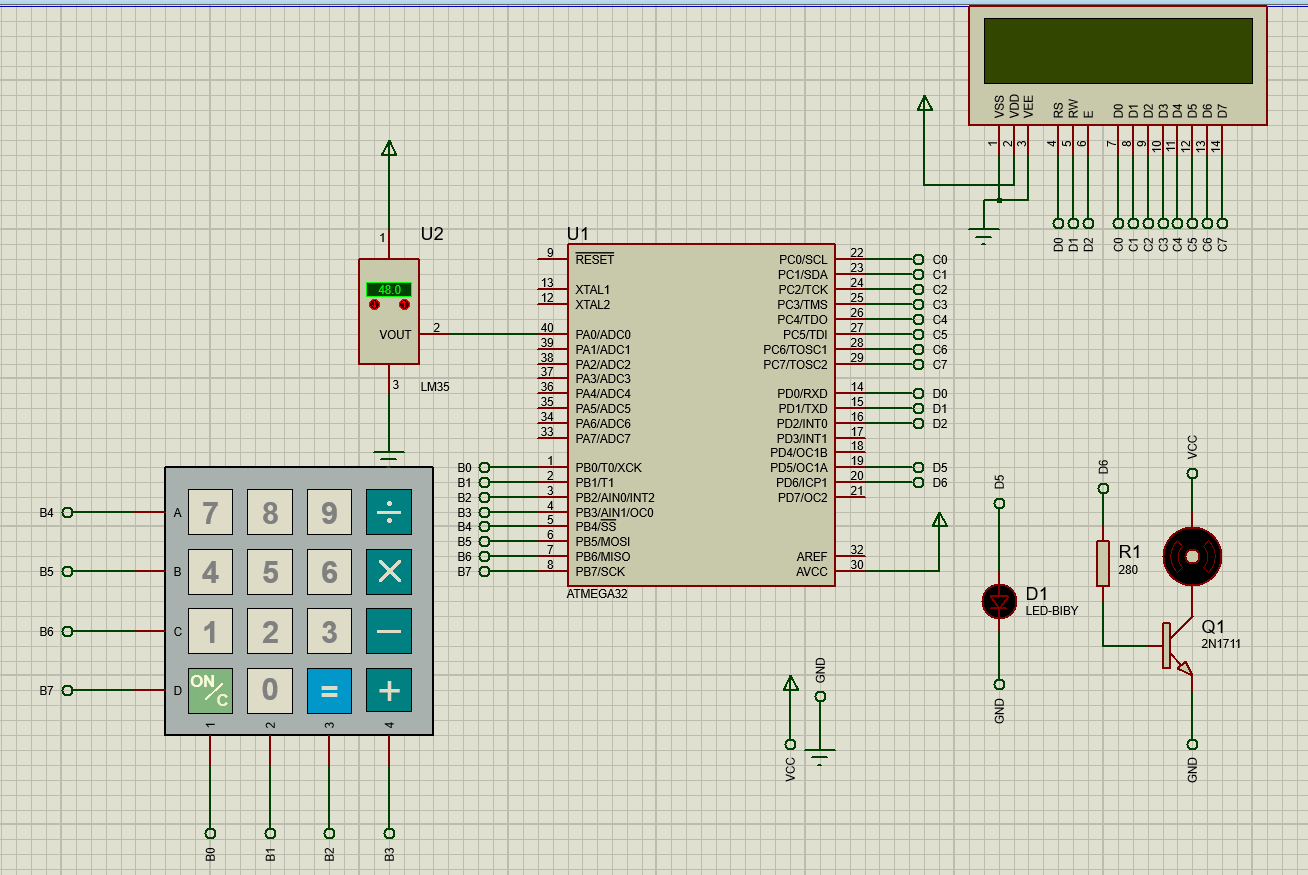 VSS
VDD
VEE
RS
RW
E
D0
D1
D2
D3
D4
D5
D6
D7
1
2
3
4
5
6
7
8
9
10
11
12
13
14
D0
D1
D2
C0
C1
C2
C3
C4
C5
C6
C7
U2
1
48.0
VOUT
2
3
LM35
U1
9 RESET
13 XTAL1
12 XTAL2
40 PA0/ADC0
39 PA1/ADC1
38 PA2/ADC2
37 PA3/ADC3
36 PA4/ADC4
35 PA5/ADC5
34 PA6/ADC6
33 PA7/ADC7
B0 1 PB0/T0/XCK
B1 2 PB1/T1
B2 3 PB2/AIN0/INT2
B3 4 PB3/AIN1/OC0
B4 5 PB4/SS
B5 6 PB5/MOSI
B6 7 PB6/MISO
B7 8 PB7/SCK
PC0/SCL 22 C0
PC1/SDA 23 C1
PC2/TCK 24 C2
PC3/TMS 25 C3
PC4/TDO 26 C4
PC5/TDI 27 C5
PC6/TOSC1 28 C6
PC7/TOSC2 29 C7
PD0/RXD 14 D0
PD1/TXD 15 D1
PD2/INT0 16 D2
PD3/INT1 17
PD4/OC1B 18
PD5/OC1A 19 D5
PD6/ICP1 20 D6
PD7/OC2 21
AREF 32
AVCC 30
ATMEGA32
B4 A 7 8 9 ÷
B5 B 4 5 6 ×
B6 C 1 2 3 −
B7 D ON/C 0 = +
1 2 3 4
B0
B1
B2
B3
VCC
GND
D5
D1
LED-BIBY
GND
D6
R1
280
VCC
Q1
2N1711
GND